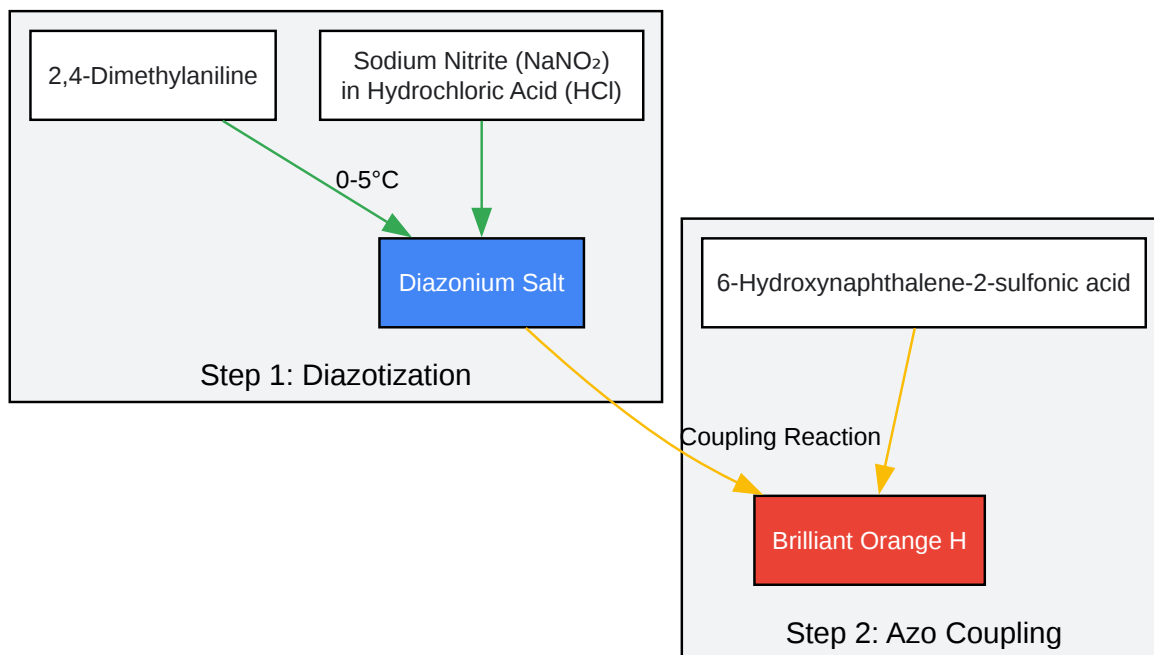 2,4-Dimethylaniline
Sodium Nitrite (NaNO₂)
in Hydrochloric Acid (HCl)
0-5°C
Diazonium Salt
Step 1: Diazotization
6-Hydroxynaphthalene-2-sulfonic acid
Coupling Reaction
Brilliant Orange H
Step 2: Azo Coupling